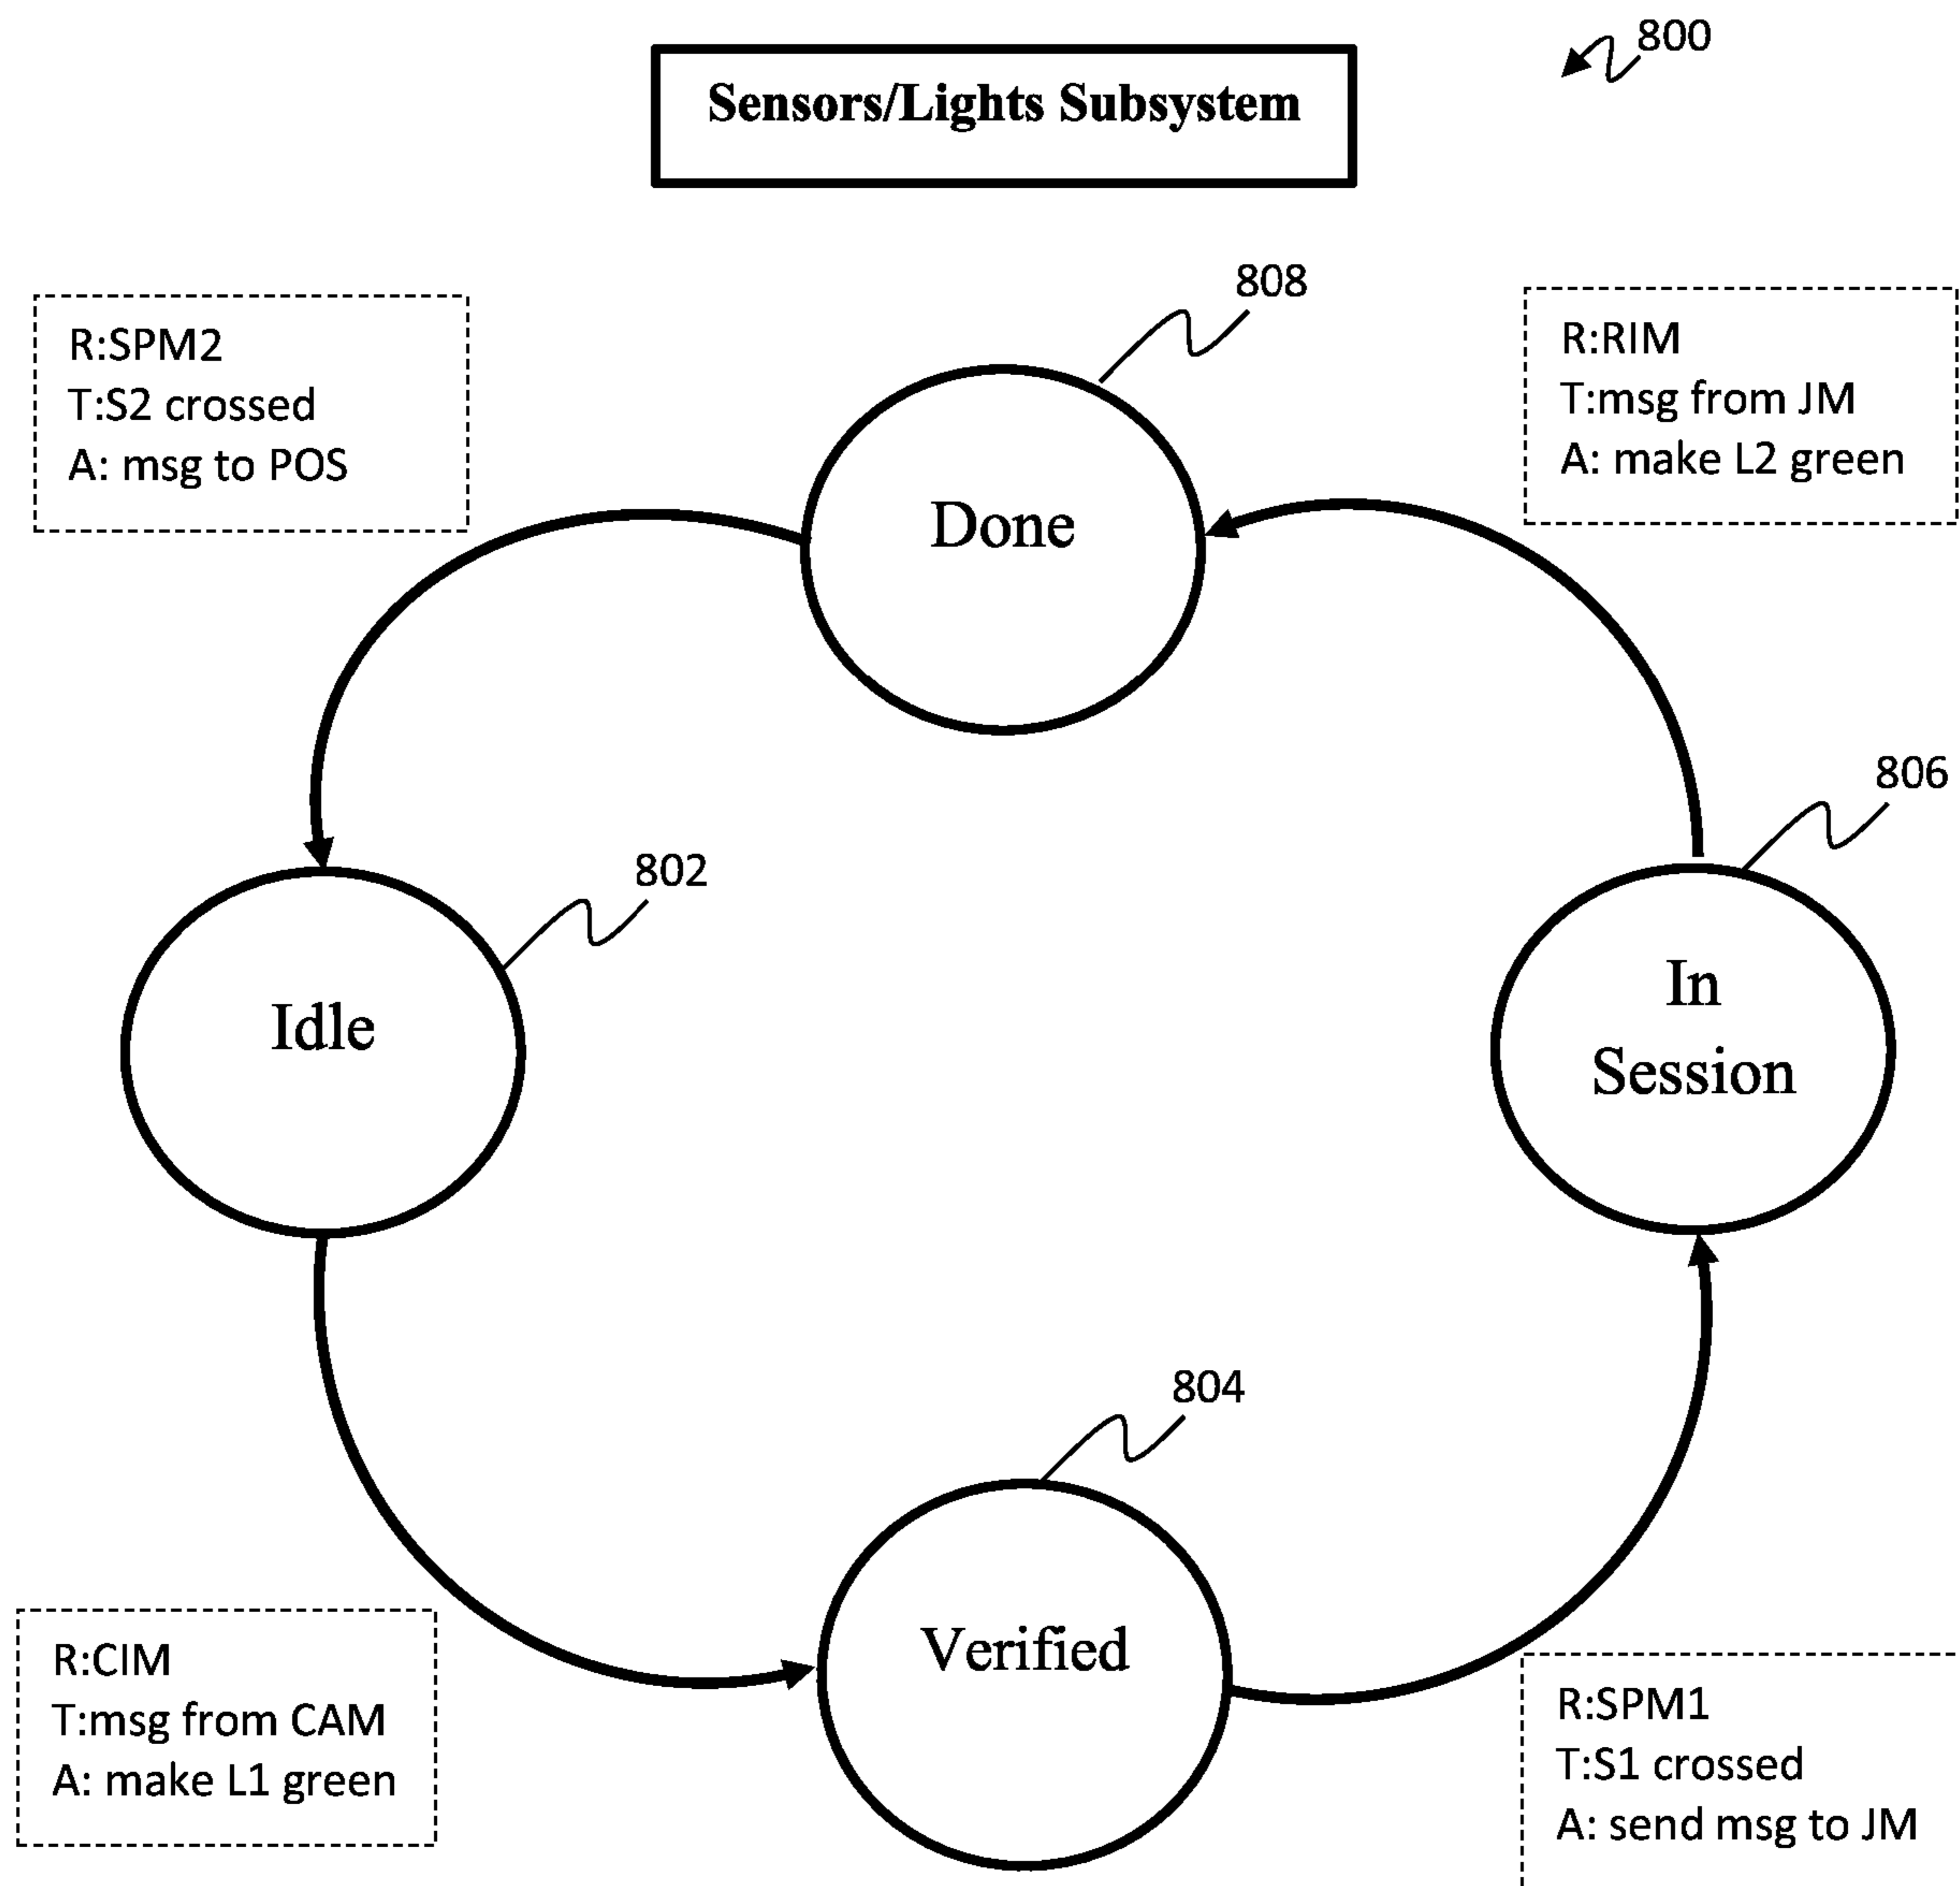 800
Sensors/Lights Subsystem
808
R:SPM2
T:S2 crossed
A: msg to POS
R:RIM
T:msg from JM
A: make L2 green
Done
806
802
Idle
In
Session
804
R:CIM
T:msg from CAM
A: make L1 green
Verified
R:SPM1
T:S1 crossed
A: send msg to JM